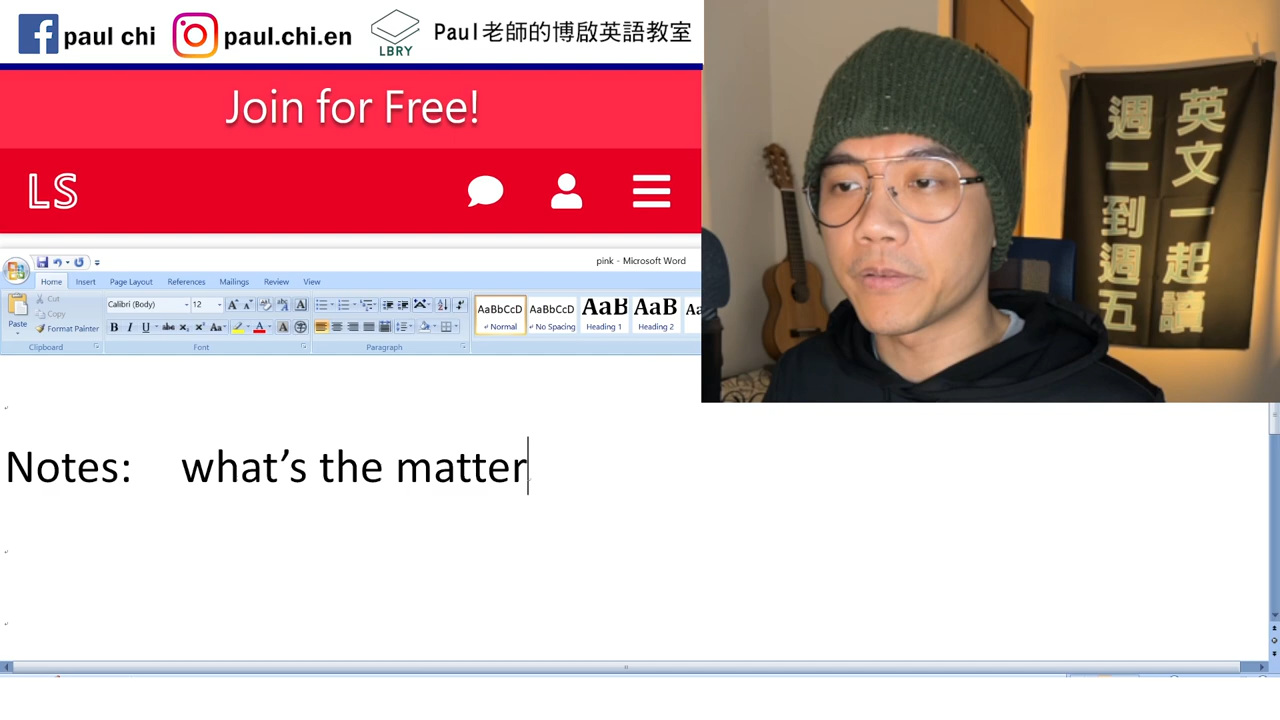 paul chi
paul.chi.en
LBRY
Paul老師的博啟英語教室
Join for Free!
LS
pink - Microsoft Word
Home Insert Page Layout References Mailings Review View
Paste
Cut
Copy
Format Painter
Clipboard
Calibri (Body) 12
Font
Paragraph
AaBbCcD AaBbCcD AaB AaB Aa
Normal No Spacing Heading 1 Heading 2
Notes: what’s the matter
英文一起讀
週一到週五